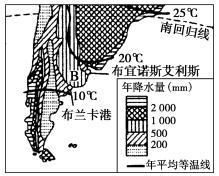 25℃
南回归线
20℃
B
布宜诺斯艾利斯
10℃
布兰卡港
年降水量(mm)
2 000
1 000
500
200
年平均等温线